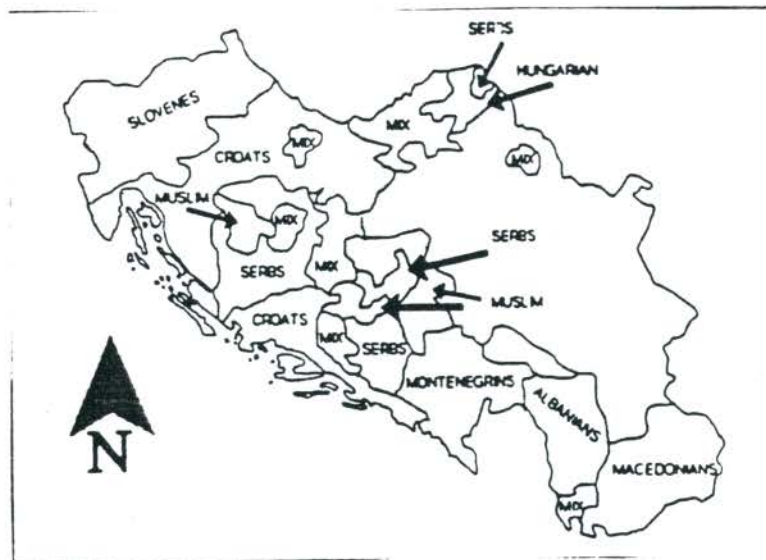 SERBS
HUNGARIAN
SLOVENES
MIX
MIX
CROATS
MIX
MUSLIM
MIX
SERBS
SERBS
MIX
MUSLIM
CROATS
MIX
SERBS
MONTENEGRINS
ALBANIANS
MACEDONIANS
MIX
N